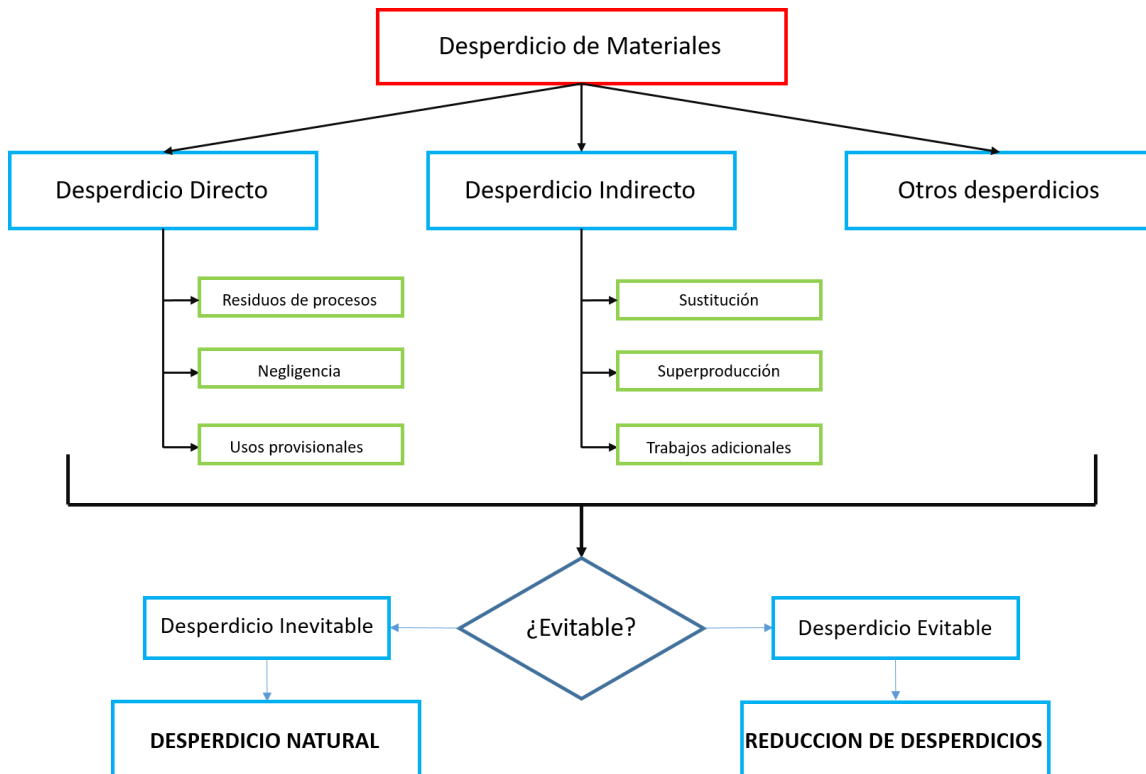 Desperdicio de Materiales
Desperdicio Directo
Desperdicio Indirecto
Otros desperdicios
Residuos de procesos
Sustitución
Negligencia
Superproducción
Usos provisionales
Trabajos adicionales
¿Evitable?
Desperdicio Inevitable
Desperdicio Evitable
DESPERDICIO NATURAL
REDUCCION DE DESPERDICIOS